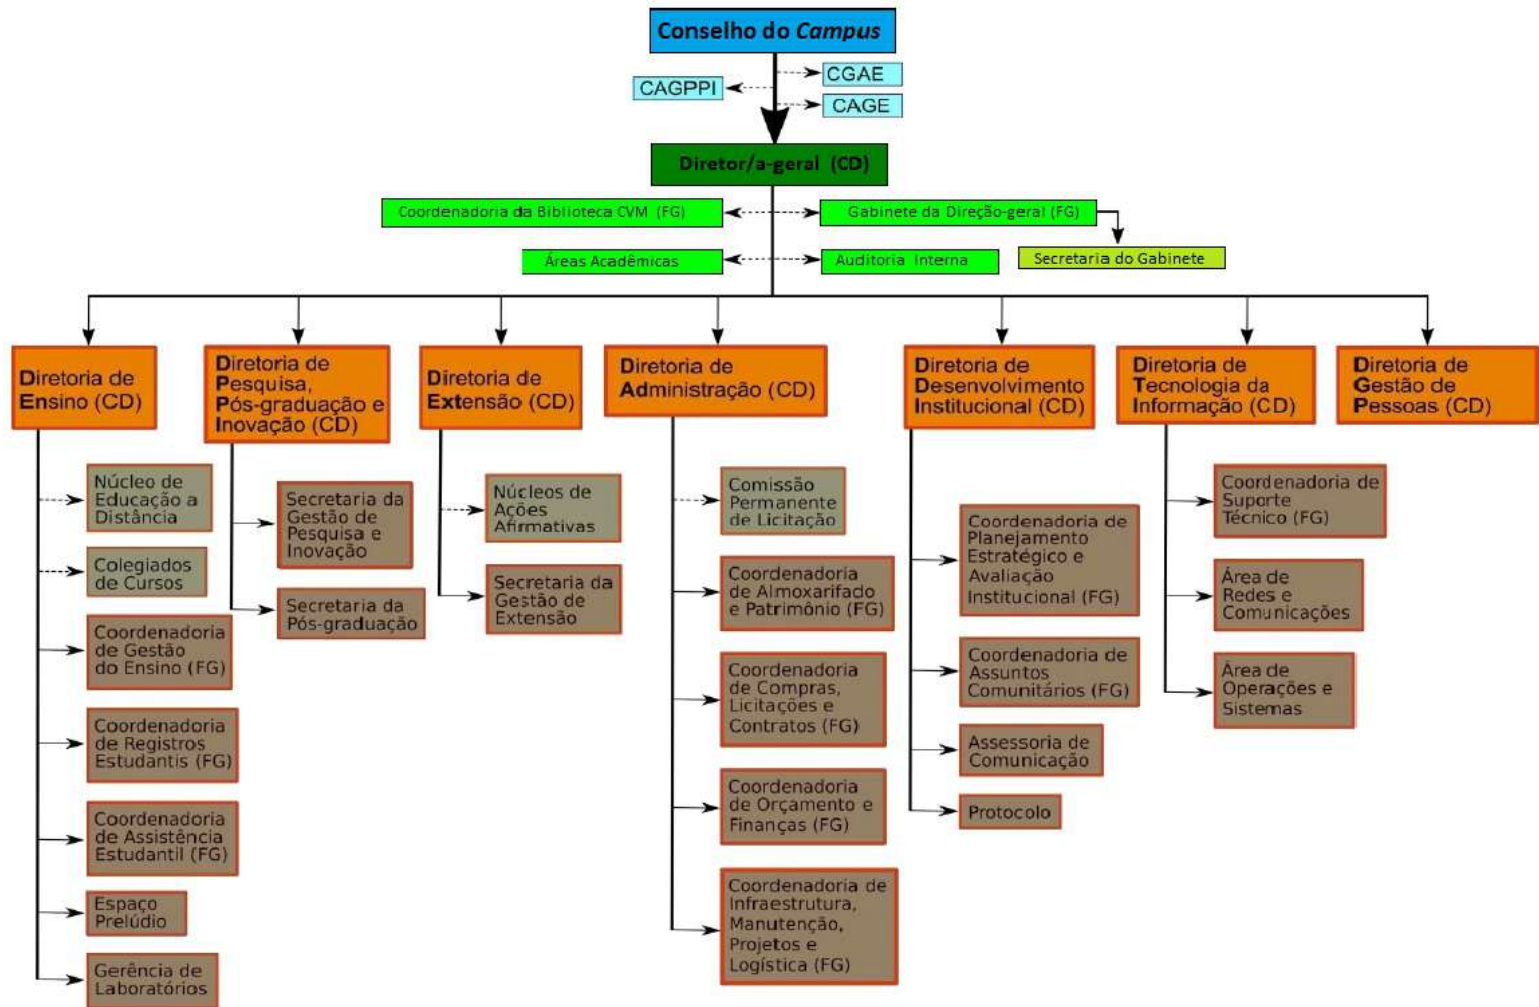 Conselho do Campus
CGAE
CAGPPI
CAGE
Diretor/a-geral (CD)
Coordenadoria da Biblioteca CVM (FG)
Gabinete da Direção-geral (FG)
Áreas Acadêmicas
Auditoria Interna
Secretaria do Gabinete
Diretoria de
Ensino (CD)
Diretoria de
Pesquisa,
Pós-graduação e
Inovação (CD)
Diretoria de
Extensão (CD)
Diretoria de
Administração (CD)
Diretoria de
Desenvolvimento
Institucional (CD)
Diretoria de
Tecnologia da
Informação (CD)
Diretoria de
Gestão de
Pessoas (CD)
Núcleo de
Educação a
Distância
Colegiados
de Cursos
Coordenadoria
de Gestão
do Ensino (FG)
Coordenadoria
de Registros
Estudantis (FG)
Coordenadoria
de Assistência
Estudantil (FG)
Espaço
Prelúdio
Gerência de
Laboratórios
Secretaria da
Gestão de
Pesquisa e
Inovação
Secretaria da
Pós-graduação
Núcleos de
Ações
Afirmativas
Secretaria da
Gestão de
Extensão
Comissão
Permanente
de Licitação
Coordenadoria
de Almoxarifado
e Patrimônio (FG)
Coordenadoria
de Compras,
Licitações e
Contratos (FG)
Coordenadoria
de Orçamento e
Finanças (FG)
Coordenadoria de
Infraestrutura,
Manutenção,
Projetos e
Logística (FG)
Coordenadoria de
Planejamento
Estratégico e
Avaliação
Institucional (FG)
Coordenadoria de
Assuntos
Comunitários (FG)
Assessoria de
Comunicação
Protocolo
Coordenadoria de
Suporte
Técnico (FG)
Área de
Redes e
Comunicações
Área de
Operações e
Sistemas